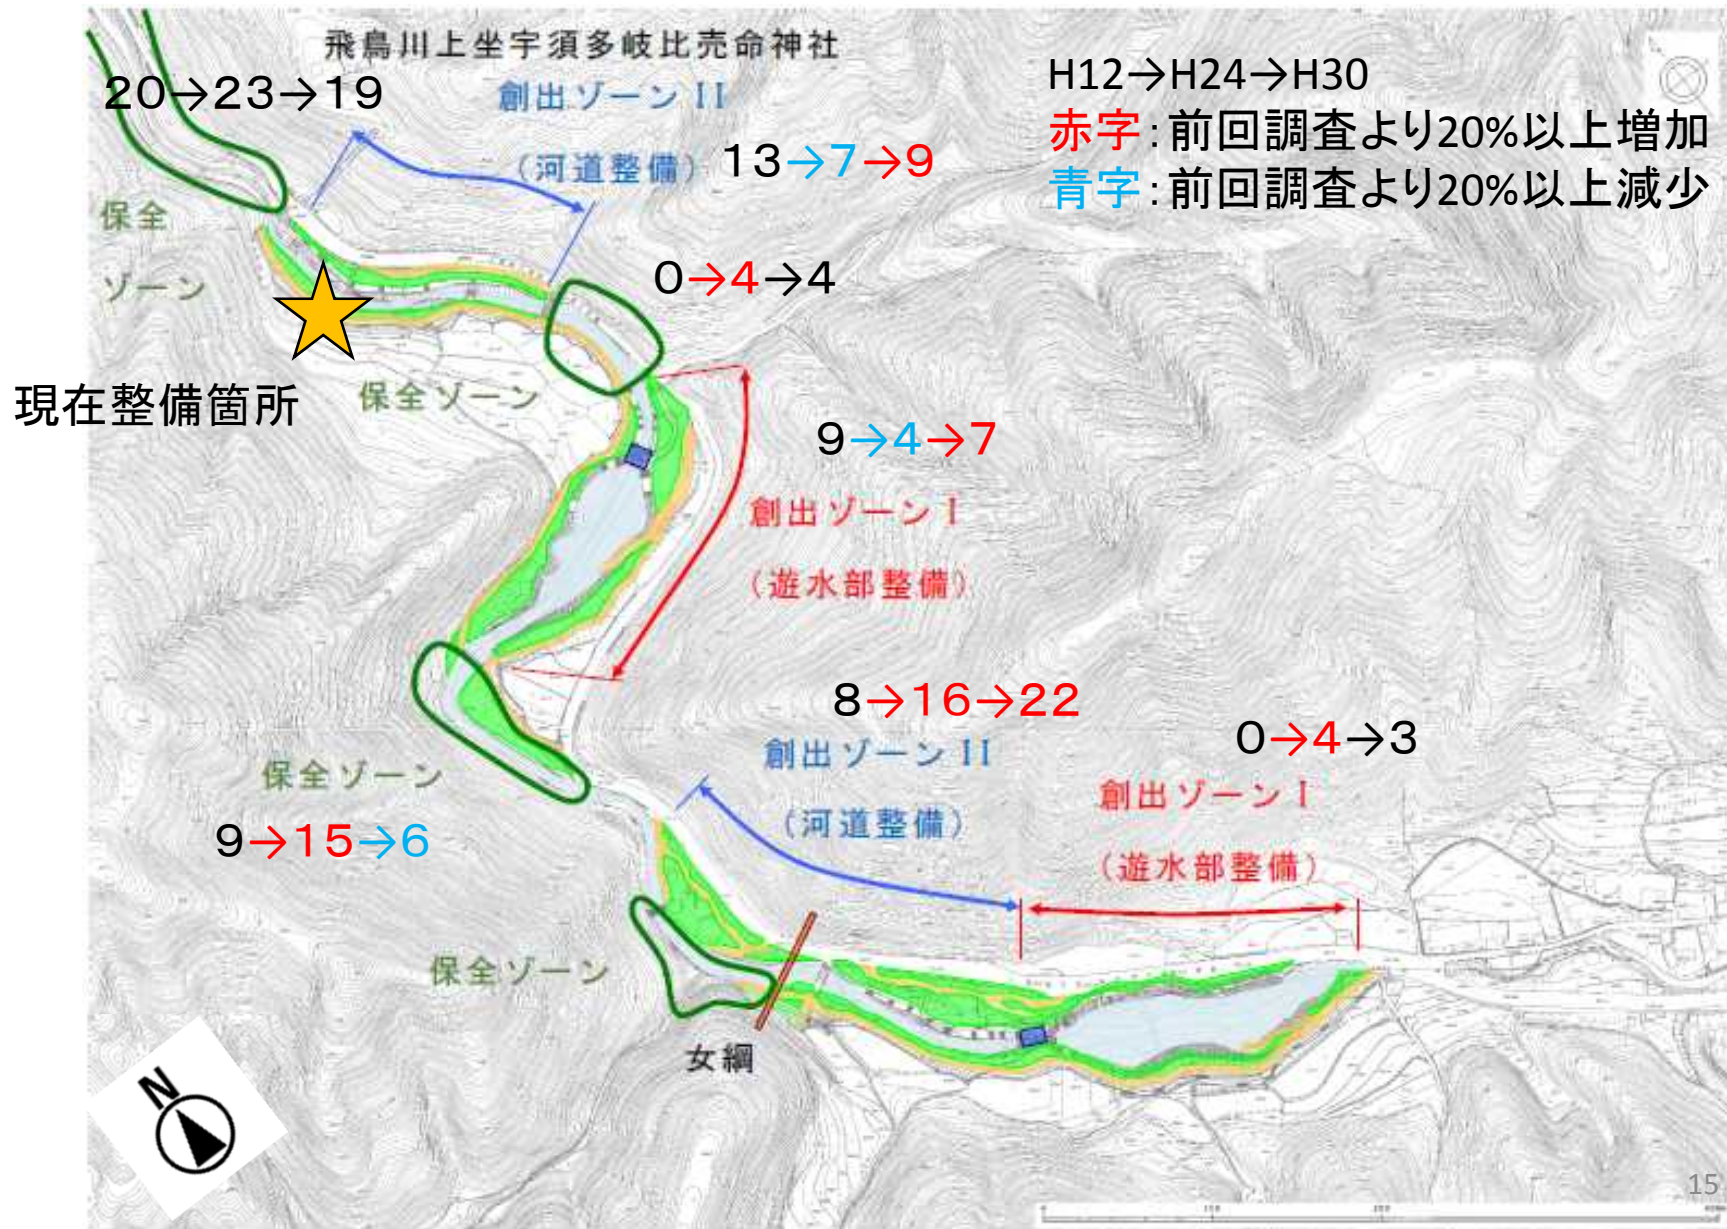 飛鳥川上坐宇須多岐比売命神社
20→23→19
創出ゾーンII
(河道整備)
13→7→9
H12→H24→H30
赤字:前回調査より20%以上増加
青字:前回調査より20%以上減少
保全
ゾーン
0→4→4
現在整備箇所
保全ゾーン
9→4→7
創出ゾーンI
(遊水部整備)
8→16→22
創出ゾーンII
(河道整備)
0→4→3
創出ゾーンI
(遊水部整備)
保全ゾーン
9→15→6
保全ゾーン
女綱
N
15